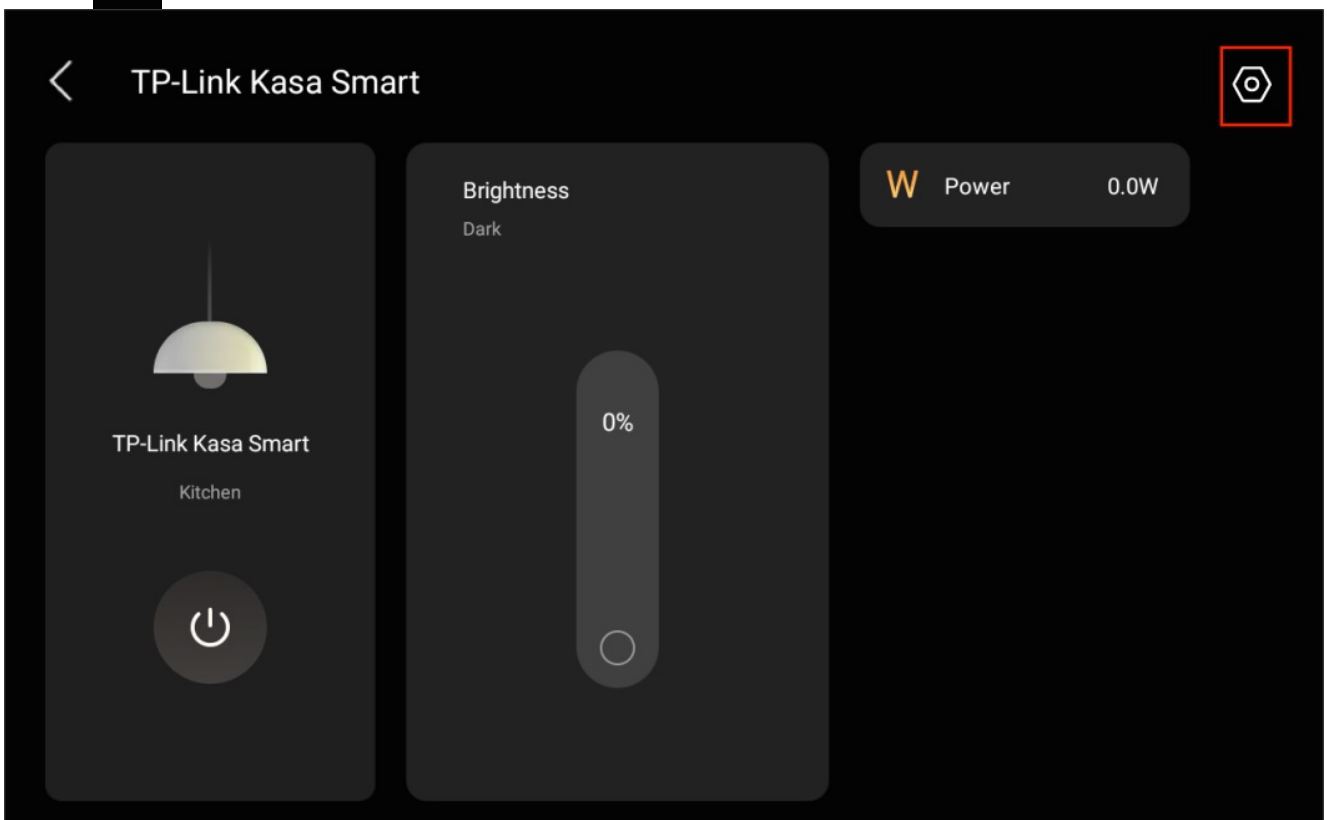 TP-Link Kasa Smart
TP-Link Kasa Smart
Kitchen
Brightness
Dark
0%
W Power 0.0W